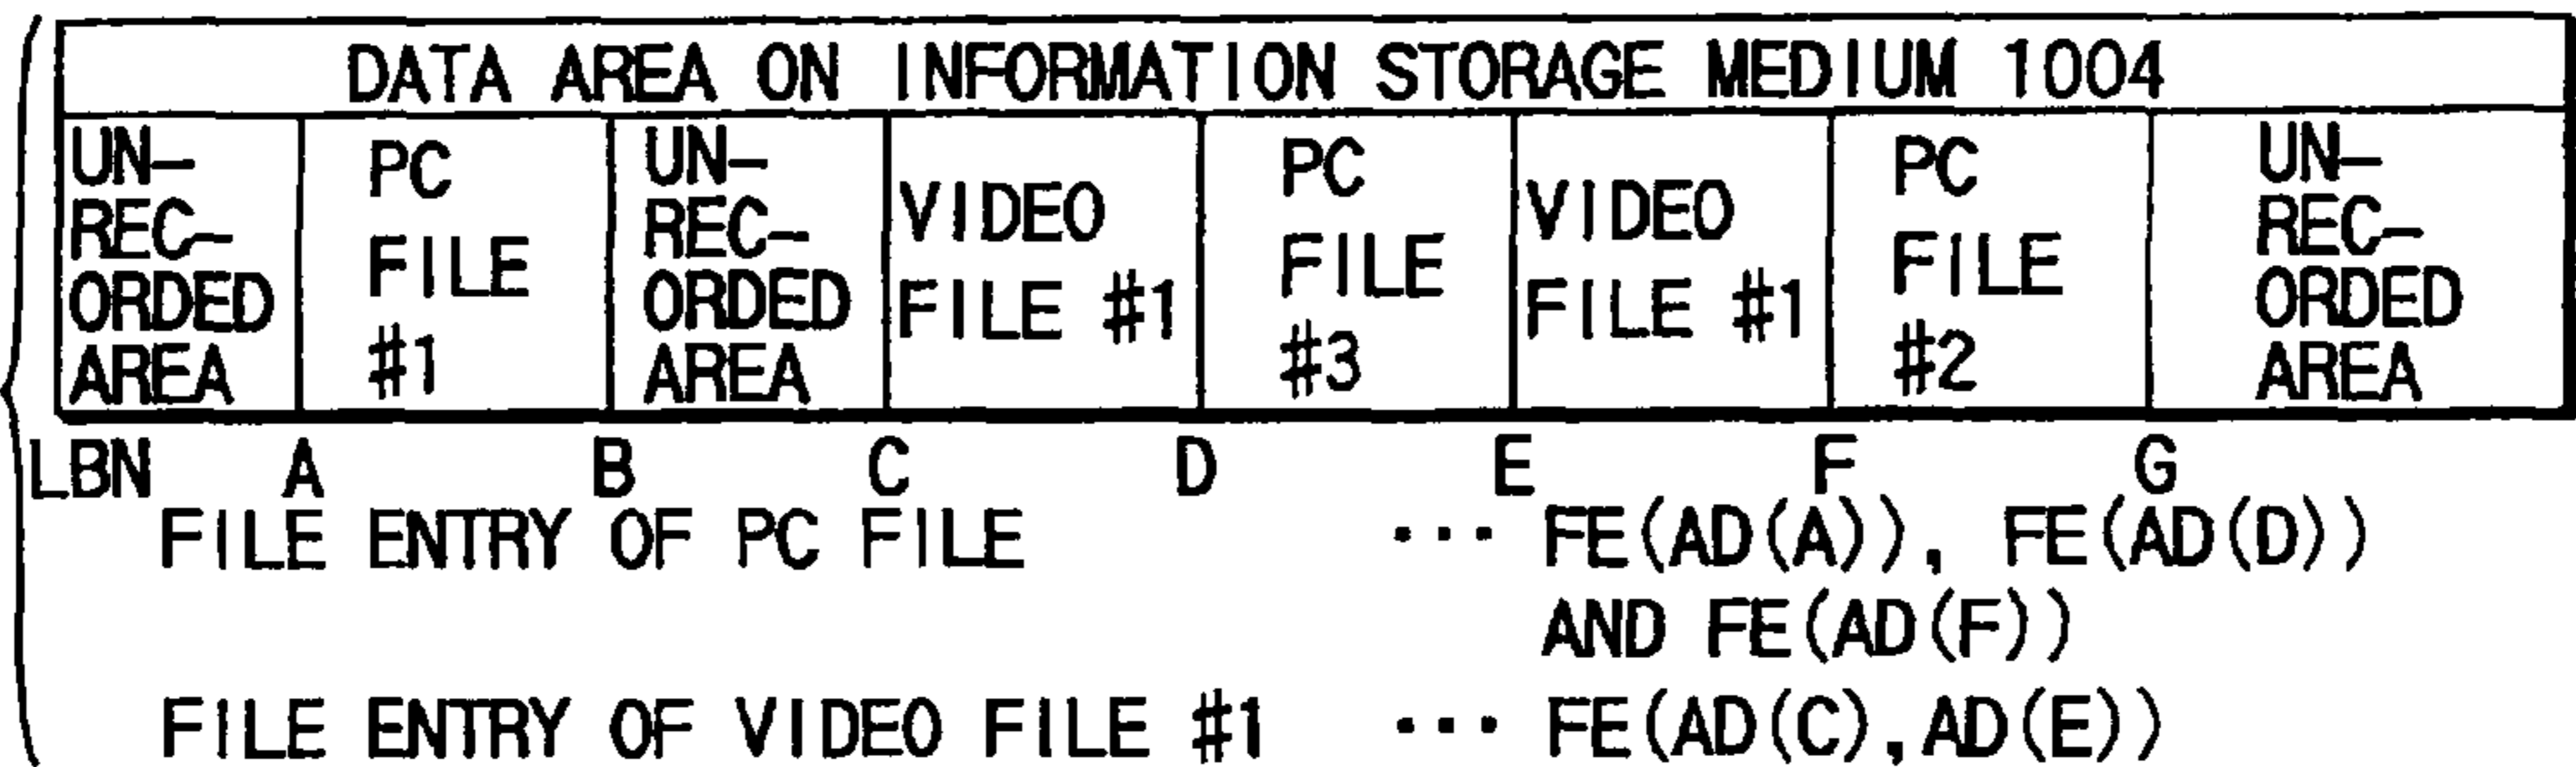 DATA AREA ON INFORMATION STORAGE MEDIUM 1004
UN-
REC-
ORDED
AREA
PC
FILE
#1
UN-
REC-
ORDED
AREA
VIDEO
FILE #1
PC
FILE
#3
VIDEO
FILE #1
PC
FILE
#2
UN-
REC-
ORDED
AREA
LBN A B C D E F G
FILE ENTRY OF PC FILE ··· FE(AD(A)), FE(AD(D))
AND FE(AD(F))
FILE ENTRY OF VIDEO FILE #1 ··· FE(AD(C),AD(E))